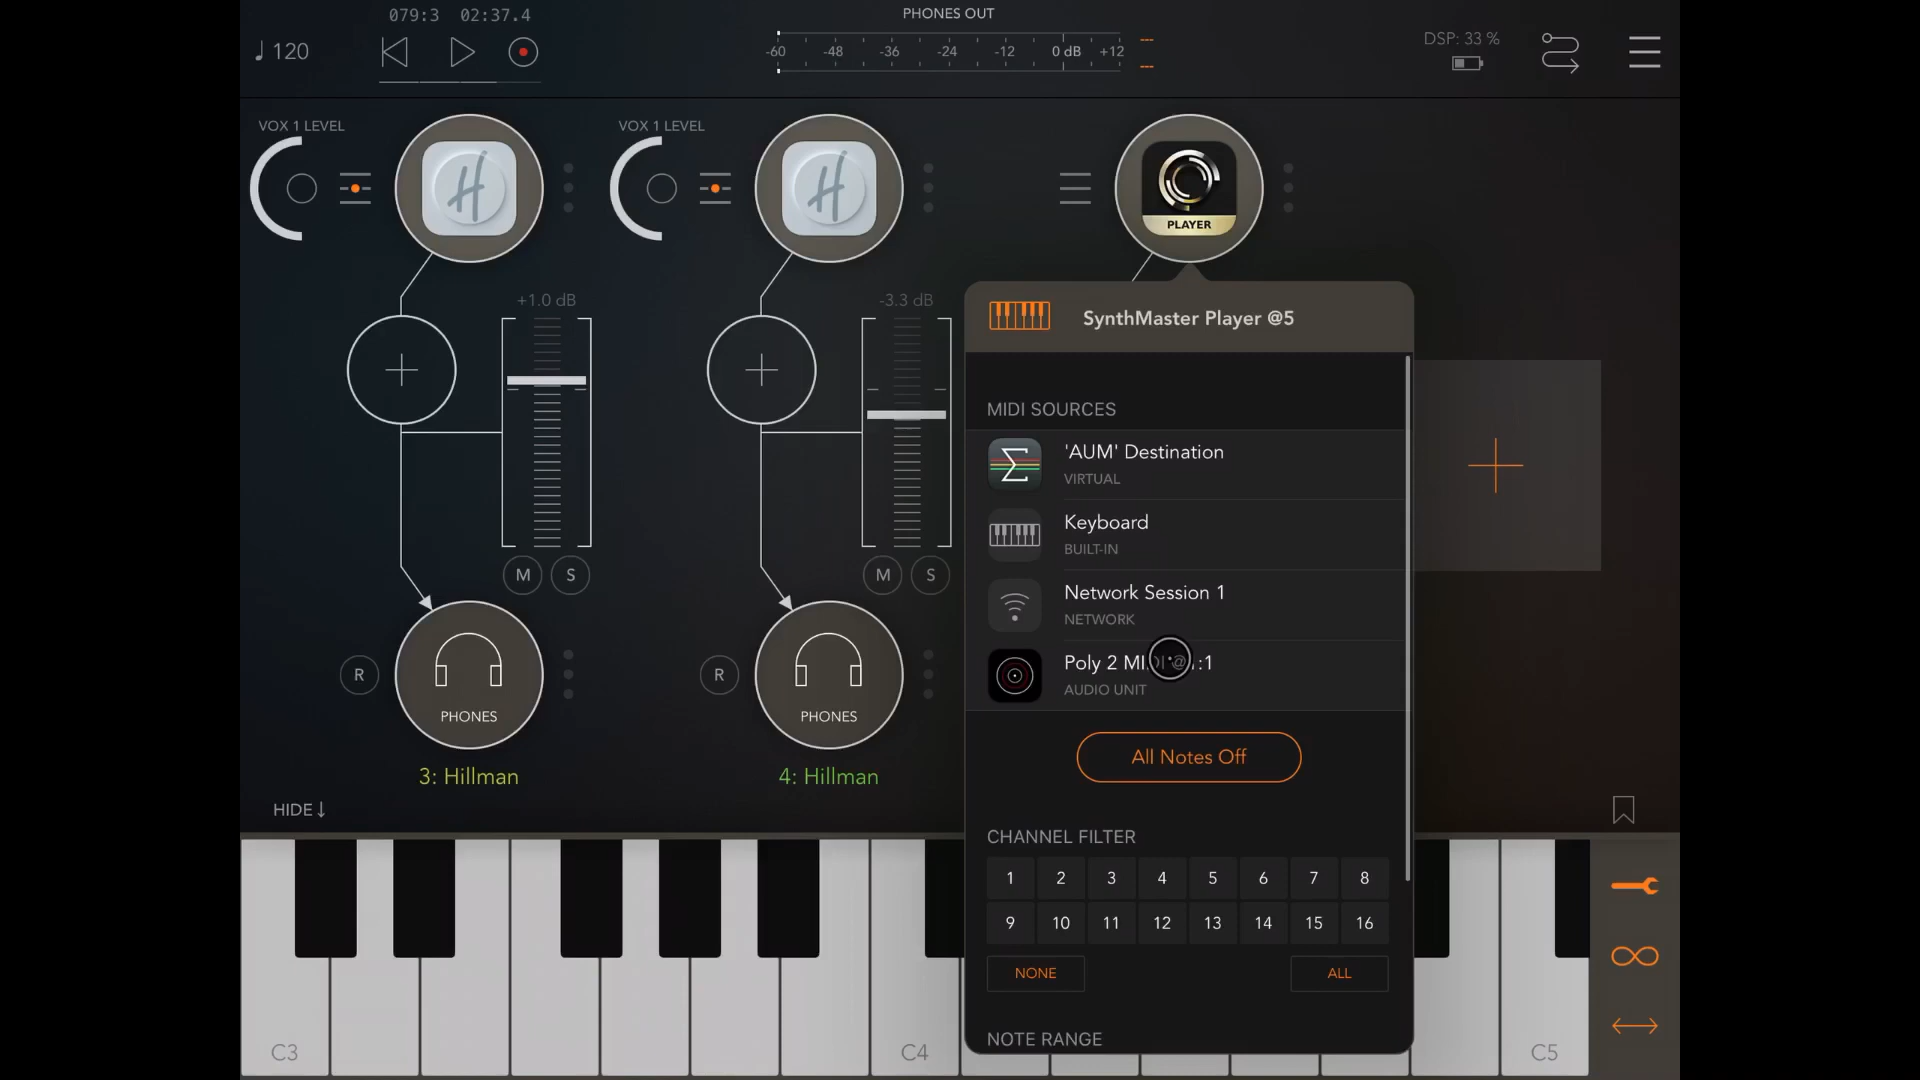 079:3 02:37.4
120
PHONES OUT
-60 -48 -36 -24 -12 0 dB +12
DSP: 33 %
VOX 1 LEVEL
VOX 1 LEVEL
PLAYER
+1.0 dB
-3.3 dB
M S
M S
R
PHONES
R
PHONES
3: Hillman
4: Hillman
HIDE↓
SynthMaster Player @5
MIDI SOURCES
'AUM' Destination
VIRTUAL
Keyboard
BUILT-IN
Network Session 1
NETWORK
Poly 2 :1
AUDIO UNIT
All Notes Off
CHANNEL FILTER
1 2 3 4 5 6 7 8
9 10 11 12 13 14 15 16
NONE ALL
NOTE RANGE
C3 C4 C5